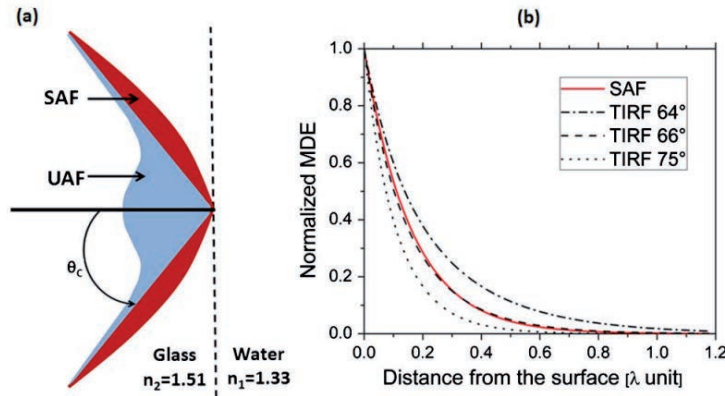 (a)
SAF
UAF
θc
Glass
n2=1.51
Water
n1=1.33
(b)
Normalized MDE
1.0
0.8
0.6
0.4
0.2
0.0
SAF
TIRF 64°
TIRF 66°
TIRF 75°
0.0 0.2 0.4 0.6 0.8 1.0 1.2
Distance from the surface [λ unit]